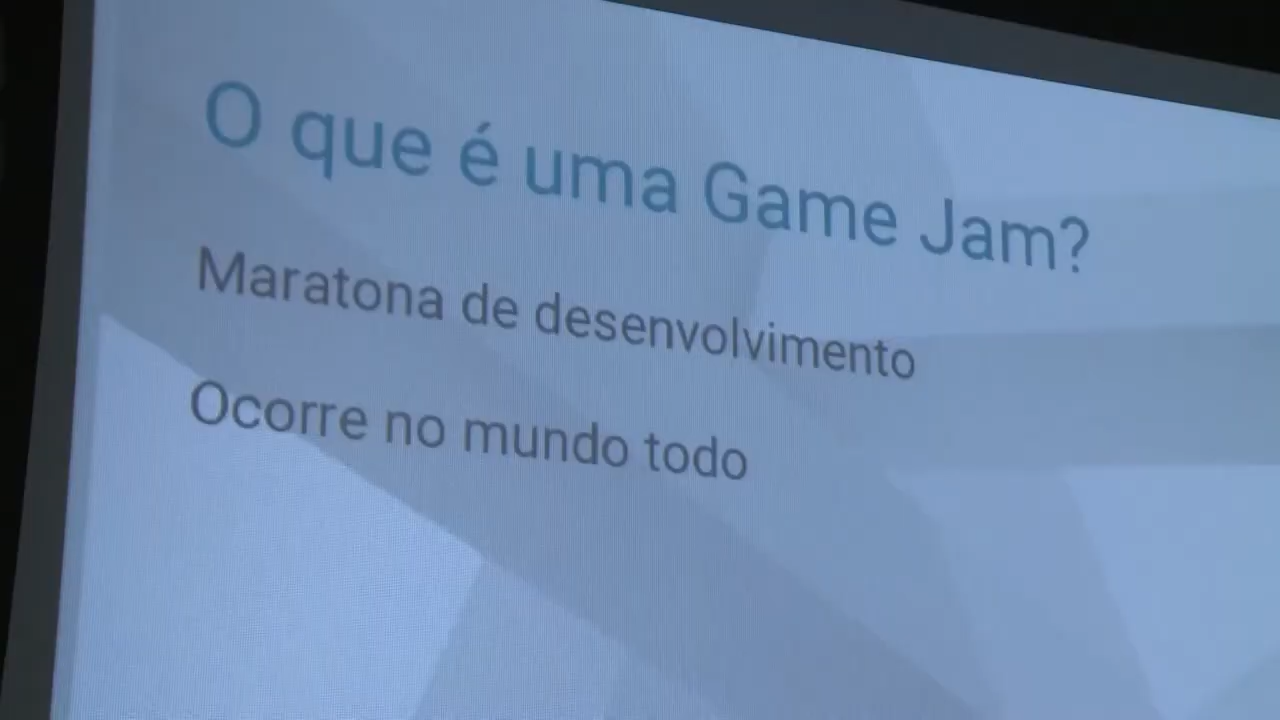 O que é uma Game Jam?
Maratona de desenvolvimento
Ocorre no mundo todo